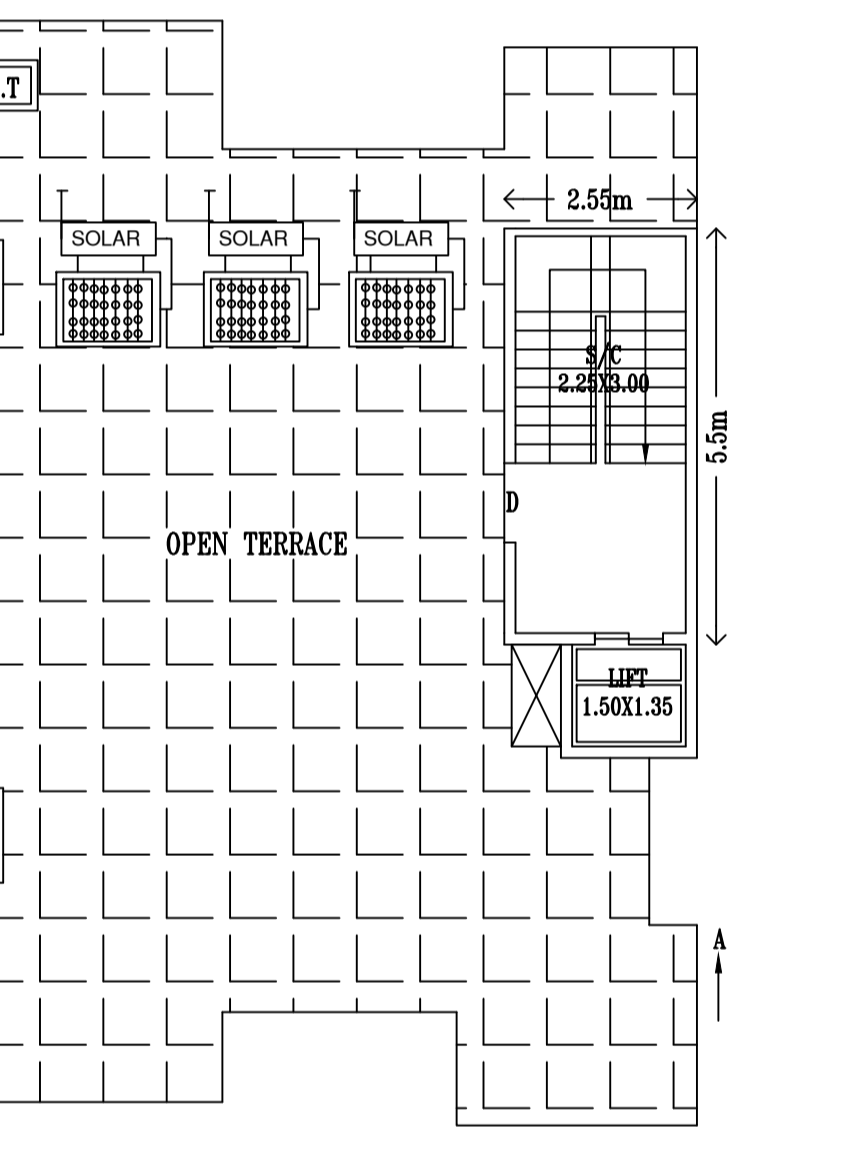 .T
2.55m
SOLAR
SOLAR
SOLAR
S/C
2.25X3.00
5.5m
D
OPEN TERRACE
LIFT
1.50X1.35
A